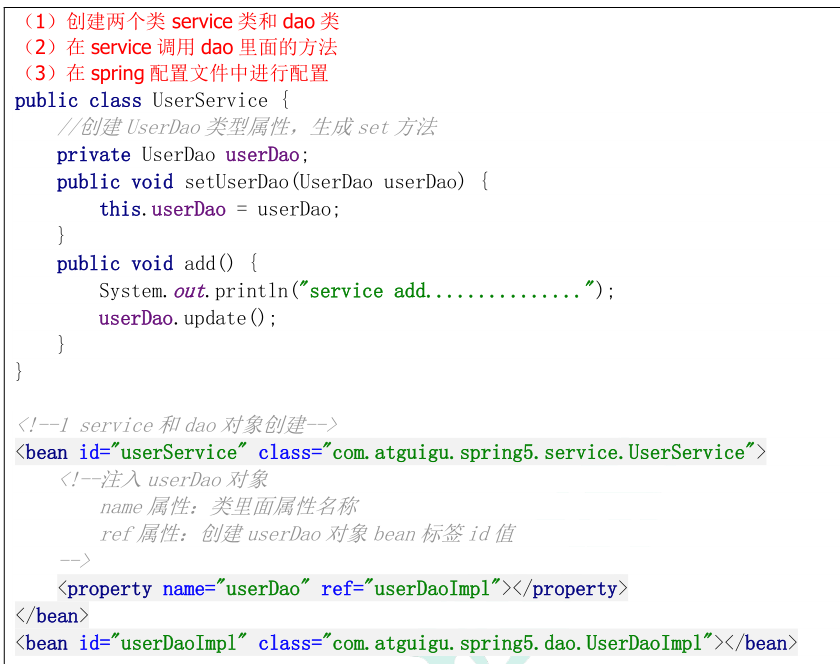 （1）创建两个类 service 类和 dao 类
（2）在 service 调用 dao 里面的方法
（3）在 spring 配置文件中进行配置
public class UserService {
    //创建 UserDao 类型属性，生成 set 方法
    private UserDao userDao;
    public void setUserDao(UserDao userDao) {
        this.userDao = userDao;
    }
    public void add() {
        System.out.println("service add...............");
        userDao.update();
    }
}
<!--1 service 和 dao 对象创建-->
<bean id="userService" class="com.atguigu.spring5.service.UserService">
    <!--注入 userDao 对象
        name 属性：类里面属性名称
        ref 属性：创建 userDao 对象 bean 标签 id 值
    -->
    <property name="userDao" ref="userDaoImpl"></property>
</bean>
<bean id="userDaoImpl" class="com.atguigu.spring5.dao.UserDaoImpl"></bean>